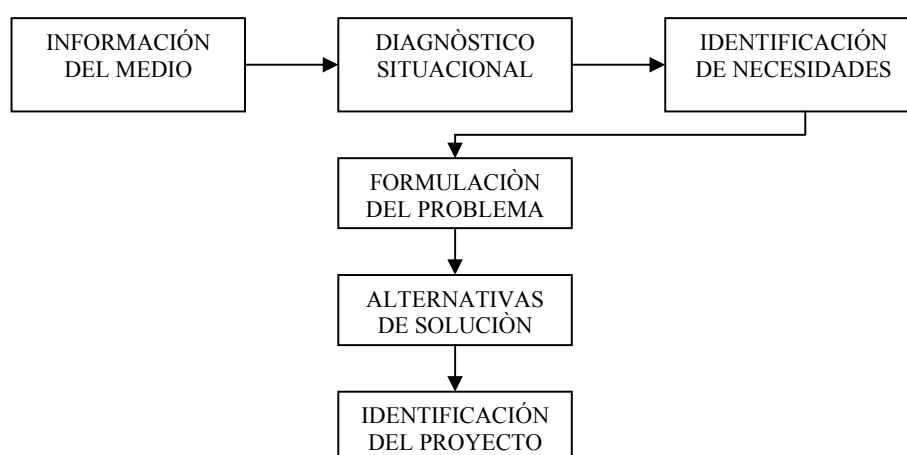 INFORMACIÓN
DEL MEDIO
DIAGNÒSTICO
SITUACIONAL
IDENTIFICACIÓN
DE NECESIDADES
FORMULACIÒN
DEL PROBLEMA
ALTERNATIVAS
DE SOLUCIÒN
IDENTIFICACIÓN
DEL PROYECTO